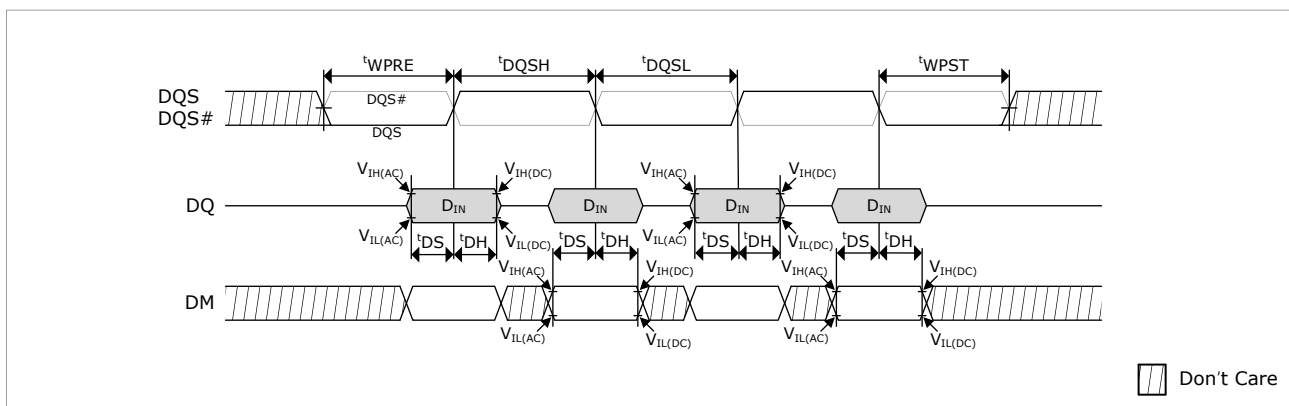 tWPRE tDQSH tDQSL tWPST
DQS DQS#
DQS# DQS
VIH(AC) VIH(DC) VIH(AC) VIH(DC)
DQ DIN DIN DIN DIN
VIL(AC) tDS tDH VIL(DC) tDS tDH VIL(AC) tDS tDH VIL(DC) tDS tDH
VIH(AC) VIH(DC) VIH(AC) VIH(DC)
DM
VIL(AC) VIL(DC) VIL(AC) VIL(DC)
Don't Care